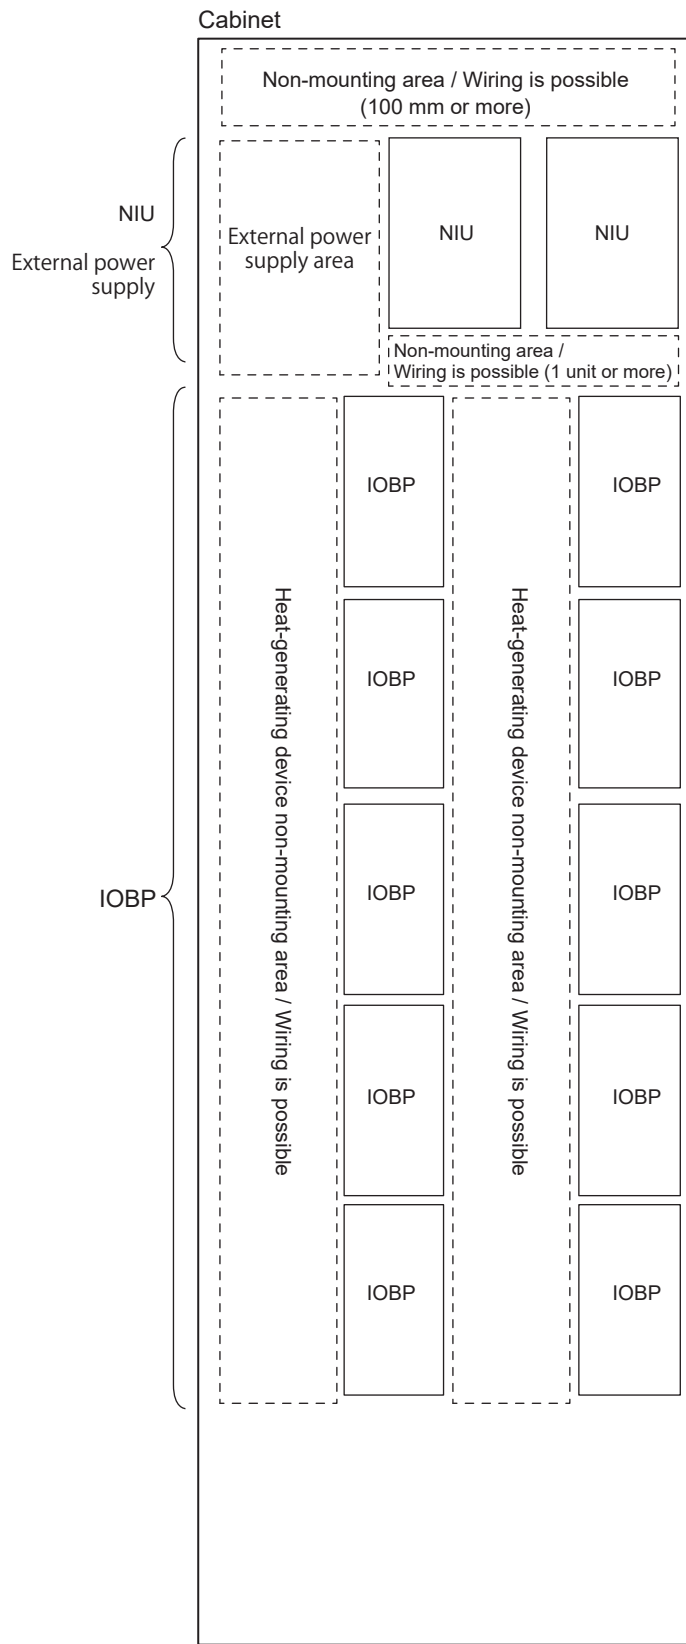 Cabinet
Non-mounting area / Wiring is possible
(100 mm or more)
NIU
External power
supply
External power
supply area
NIU
NIU
Non-mounting area /
Wiring is possible (1 unit or more)
IOBP
Heat-generating device non-mounting area / Wiring is possible
IOBP
IOBP
IOBP
IOBP
IOBP
Heat-generating device non-mounting area / Wiring is possible
IOBP
IOBP
IOBP
IOBP
IOBP